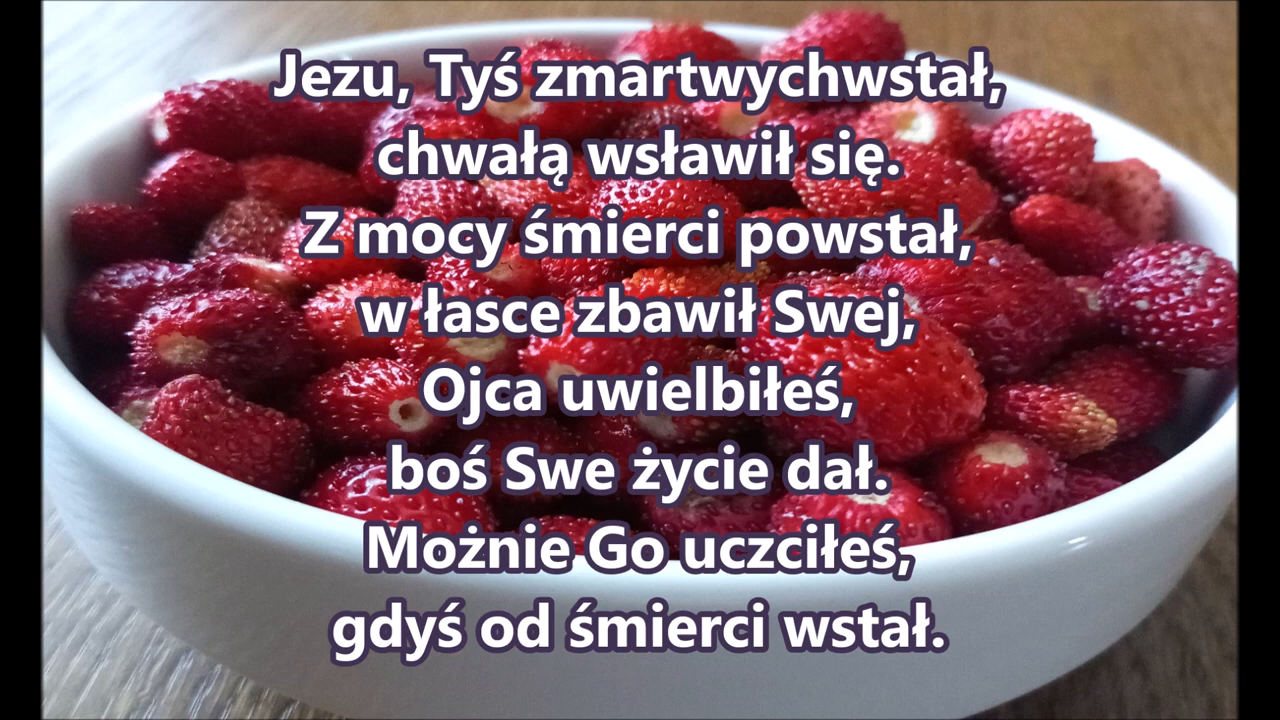 Jezu, Tyś zmartwychwstał,
chwałą wsławił się.
Z mocy śmierci powstał,
w łasce zbawił Swej,
Ojca uwielbiłeś,
boś Swe życie dał.
Możnie Go uczciłeś,
gdyś od śmierci wstał.